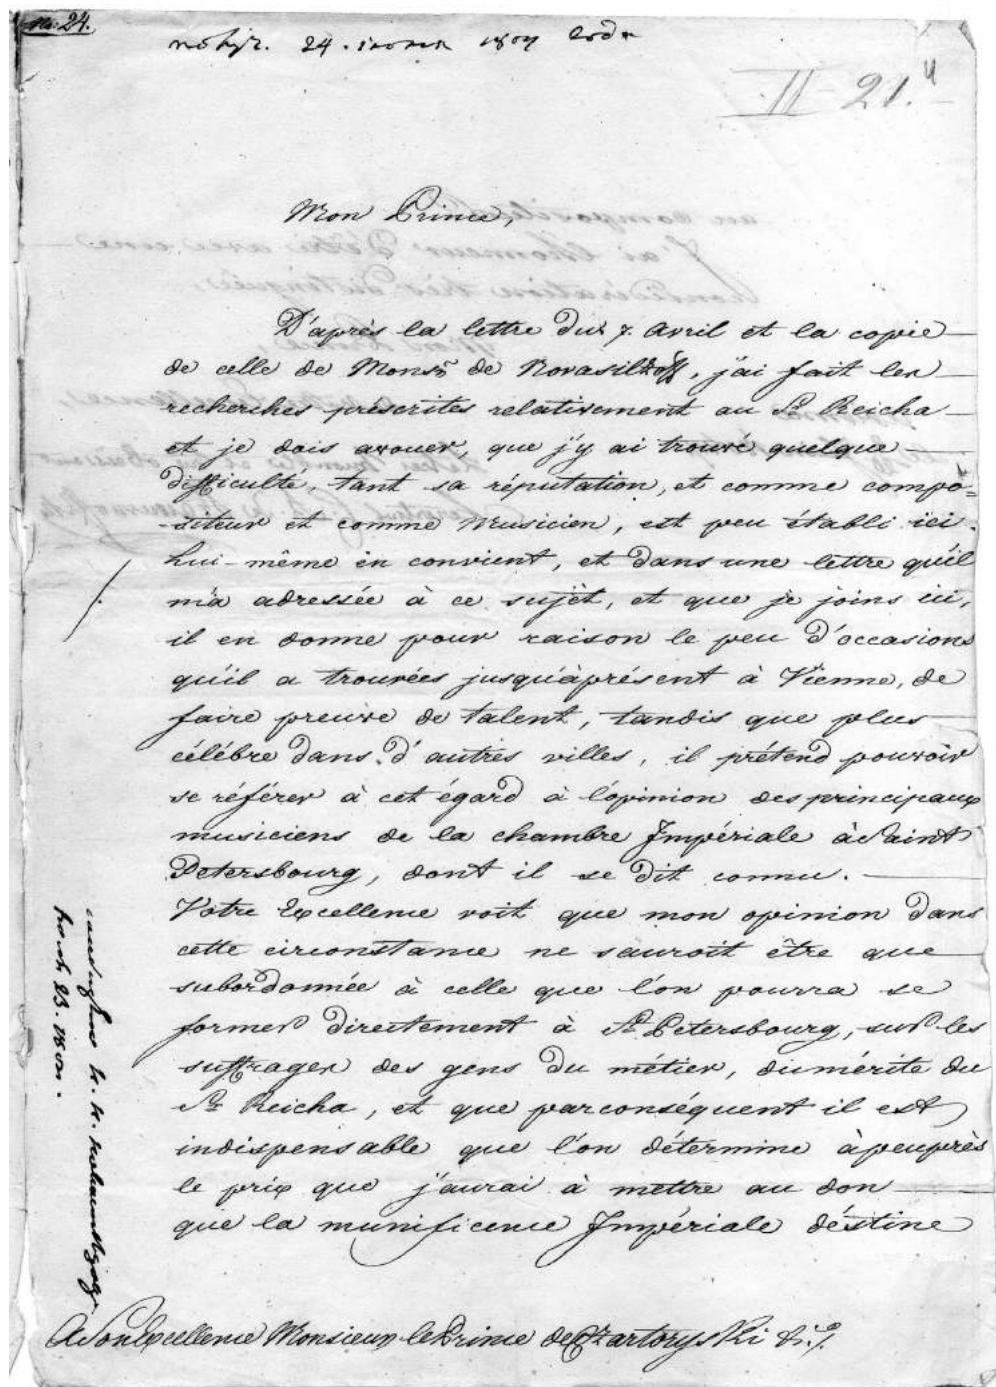 No. 24.
24. 1804
II 21.
Mon Prince,
D'après la lettre du 7. Avril et la copie
de celle de Monsr̄ de Novasiltzoff, j'ai fait les
recherches préscrites relativement au Sr. Reicha
et je dois avouer, que j'y ai trouvé quelque
difficulté, tant sa réputation, et comme compo=
siteur et comme Musicien, est peu établi ici.
Lui-même en convient, et dans une lettre qu'il
m'a adressée à ce sujèt, et que je joins ici,
il en donne pour raison le peu d'occasions
qu'il a trouvées jusqu'àprésent à Vienne, de
faire preuve de talent, tandis que plus
célébre dans d'autres villes, il prétend pouvoir
se référer à cet égard à l'opinion des principaux
musiciens de la chambre Impériale à Saint
Petersbourg, dont il se dit connu.
Votre Excellence voit que mon opinion dans
cette circonstance ne sauroit être que
subordonnée à celle que l'on pourra se
former directement à St. Petersbourg, sur les
suffrages des gens du métier, du mérite du
Sr. Reicha, et que parconséquent il est
indispensable que l'on détermine àpeuprès
le prix que j'aurai à mettre au don
que la munificence Impériale déstine
A Son Excellence Monsieur le Prince de Czartoryski &c.